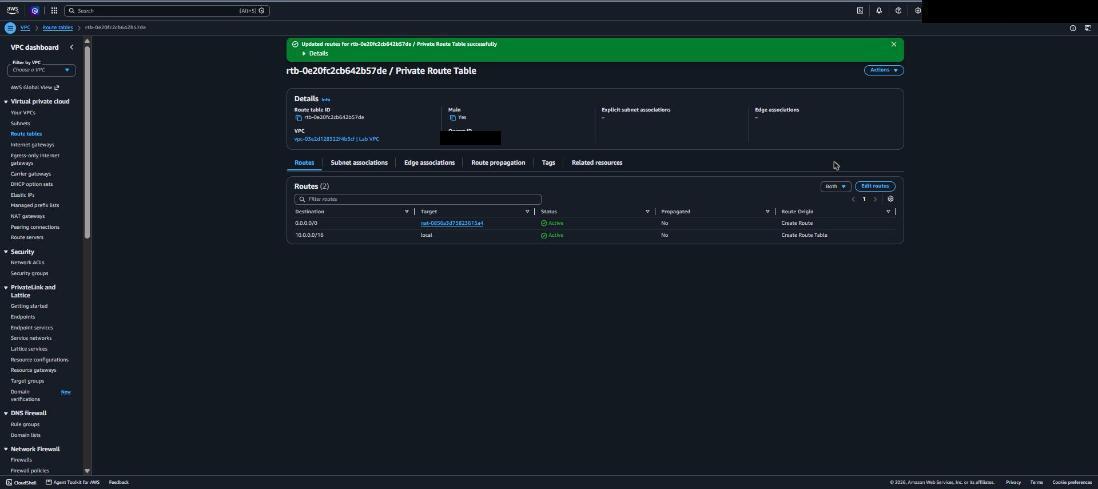 aws
Search
[Alt+S]
VPC
Route tables
rtb-0e20fc2cb642b57de
VPC dashboard
Filter by VPC
Choose a VPC
AWS Global View
Virtual private cloud
Your VPCs
Subnets
Route tables
Internet gateways
Egress-only internet
gateways
Carrier gateways
DHCP option sets
Elastic IPs
Managed prefix lists
NAT gateways
Peering connections
Route servers
Security
Network ACLs
Security groups
PrivateLink and
Lattice
Getting started
Endpoints
Endpoint services
Service networks
Lattice services
Resource configurations
Resource gateways
Target groups
Domain
verifications
New
DNS firewall
Rule groups
Domain lists
Network Firewall
Firewalls
Firewall policies
Updated routes for rtb-0e20fc2cb642b57de / Private Route Table successfully
Details
rtb-0e20fc2cb642b57de / Private Route Table
Actions
Details Info
Route table ID
rtb-0e20fc2cb642b57de
Main
Yes
Explicit subnet associations
–
Edge associations
–
VPC
| Lab VPC
Routes Subnet associations Edge associations Route propagation Tags Related resources
Routes (2)
Both
Edit routes
Filter routes
1
Destination Target Status Propagated Route Origin
0.0.0.0/0 Active No Create Route
10.0.0.0/16 local Active No Create Route Table
CloudShell Agent Toolkit for AWS Feedback
© 2026, Amazon Web Services, Inc. or its affiliates. Privacy Terms Cookie preferences